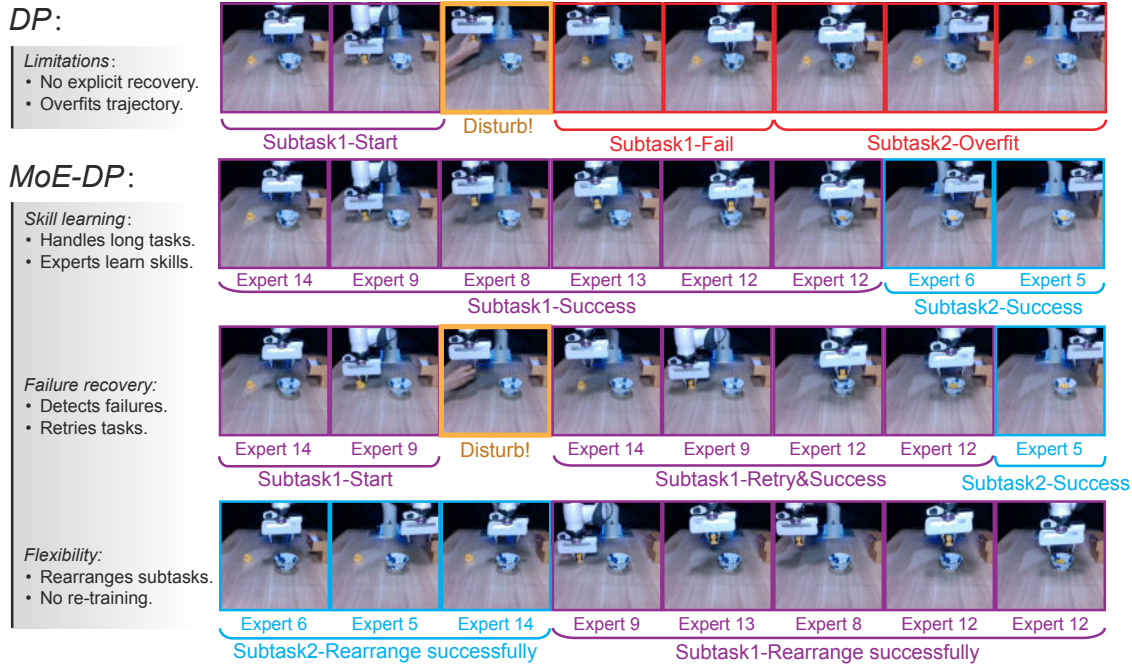 DP:
Limitations:
• No explicit recovery.
• Overfits trajectory.
Disturb!
Subtask1-Start
Subtask1-Fail
Subtask2-Overfit
MoE-DP:
Skill learning:
• Handles long tasks.
• Experts learn skills.
Expert 14 Expert 9 Expert 8 Expert 13 Expert 12 Expert 12 Expert 6 Expert 5
Subtask1-Success
Subtask2-Success
Failure recovery:
• Detects failures.
• Retries tasks.
Expert 14 Expert 9 Disturb! Expert 14 Expert 9 Expert 12 Expert 12 Expert 5
Subtask1-Start
Subtask1-Retry&Success
Subtask2-Success
Flexibility:
• Rearranges subtasks.
• No re-training.
Expert 6 Expert 5 Expert 14 Expert 9 Expert 13 Expert 8 Expert 12 Expert 12
Subtask2-Rearrange successfully
Subtask1-Rearrange successfully